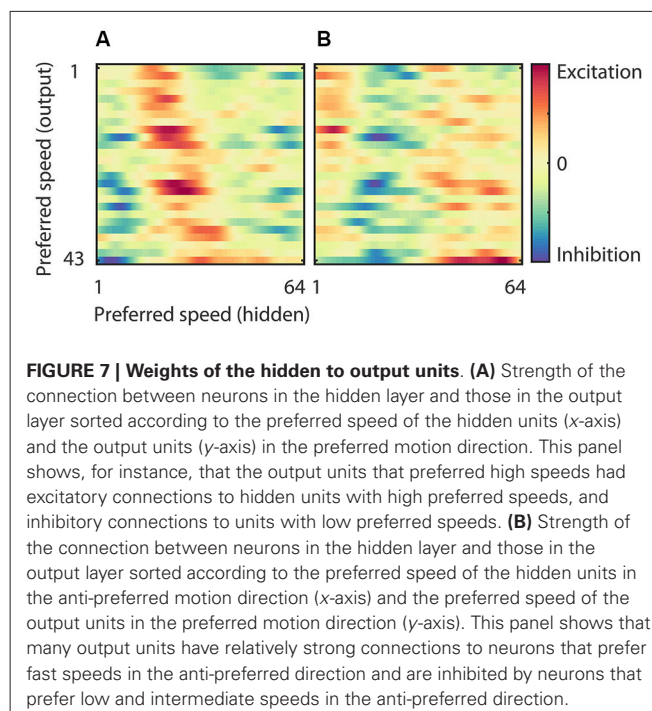 A
B
1
Preferred speed (output)
43
1
64
1
64
Preferred speed (hidden)
Excitation
0
Inhibition
FIGURE 7 | Weights of the hidden to output units. (A) Strength of the
connection between neurons in the hidden layer and those in the output
layer sorted according to the preferred speed of the hidden units (x-axis)
and the output units (y-axis) in the preferred motion direction. This panel
shows, for instance, that the output units that preferred high speeds had
excitatory connections to hidden units with high preferred speeds, and
inhibitory connections to units with low preferred speeds. (B) Strength of
the connection between neurons in the hidden layer and those in the
output layer sorted according to the preferred speed of the hidden units in
the anti-preferred motion direction (x-axis) and the preferred speed of the
output units in the preferred motion direction (y-axis). This panel shows that
many output units have relatively strong connections to neurons that prefer
fast speeds in the anti-preferred direction and are inhibited by neurons that
prefer low and intermediate speeds in the anti-preferred direction.